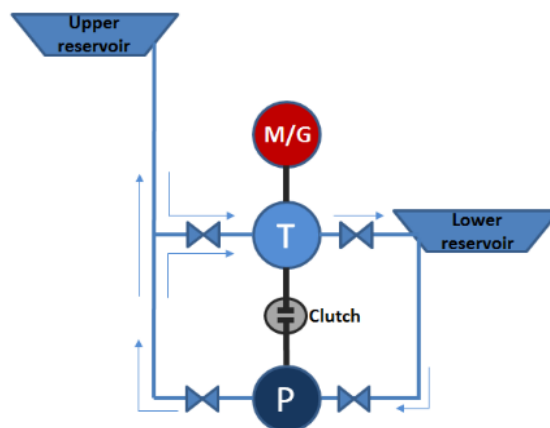 Upper
reservoir
M/G
T
Lower
reservoir
Clutch
P